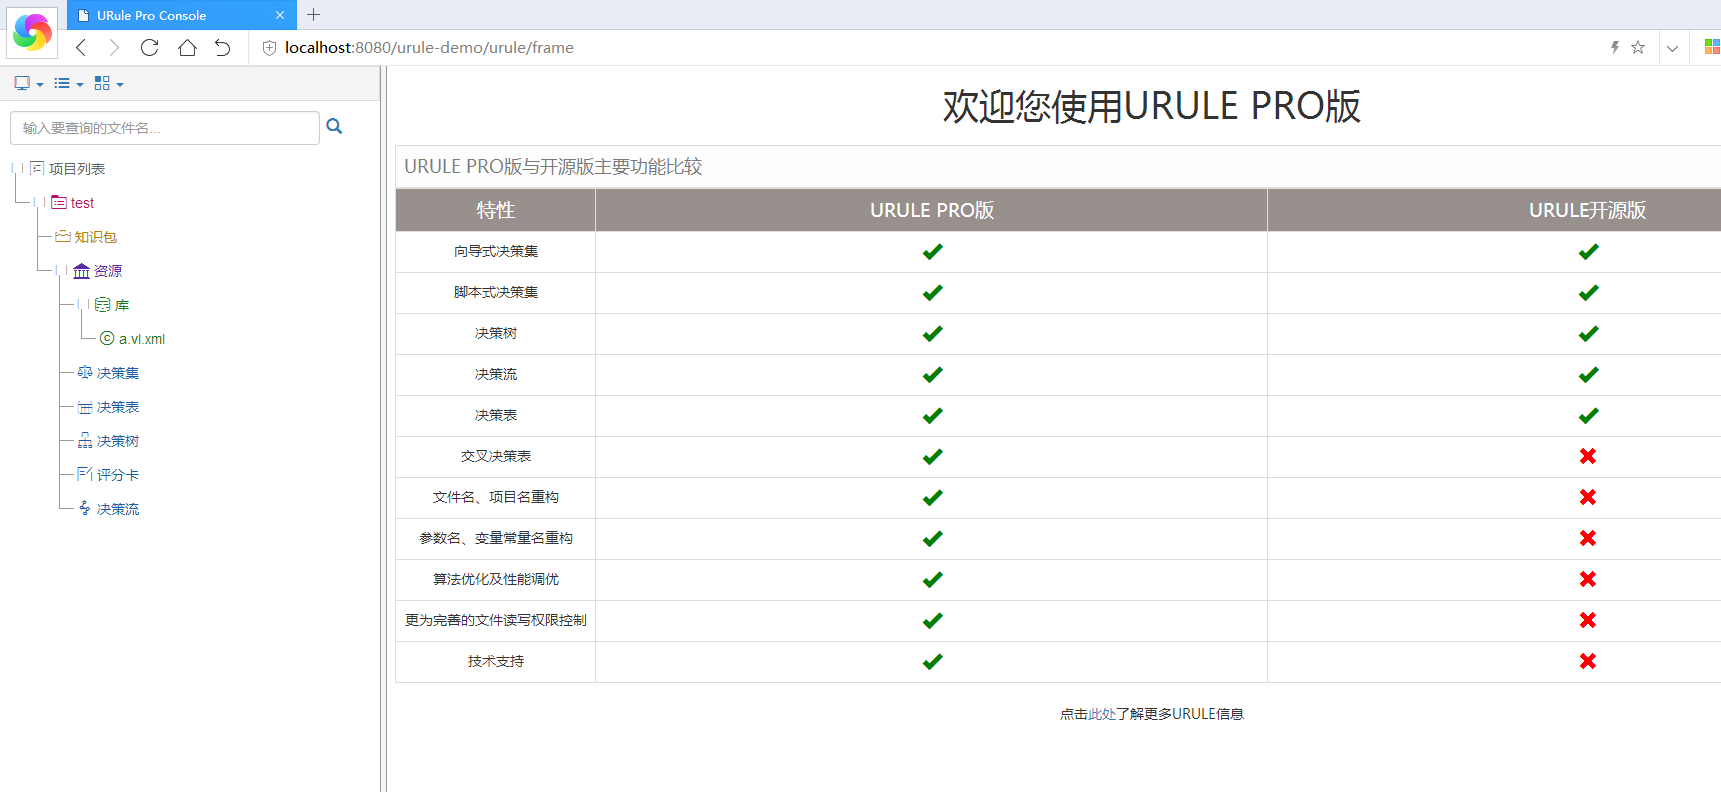 URule Pro Console
localhost:8080/urule-demo/urule/frame
输入要查询的文件名...
项目列表
test
知识包
资源
库
a.vl.xml
决策集
决策表
决策树
评分卡
决策流
欢迎您使用URULE PRO版
URULE PRO版与开源版主要功能比较
特性 URULE PRO版 URULE开源版
向导式决策集
脚本式决策集
决策树
决策流
决策表
交叉决策表
文件名、项目名重构
参数名、变量常量名重构
算法优化及性能调优
更为完善的文件读写权限控制
技术支持
点击此处了解更多URULE信息